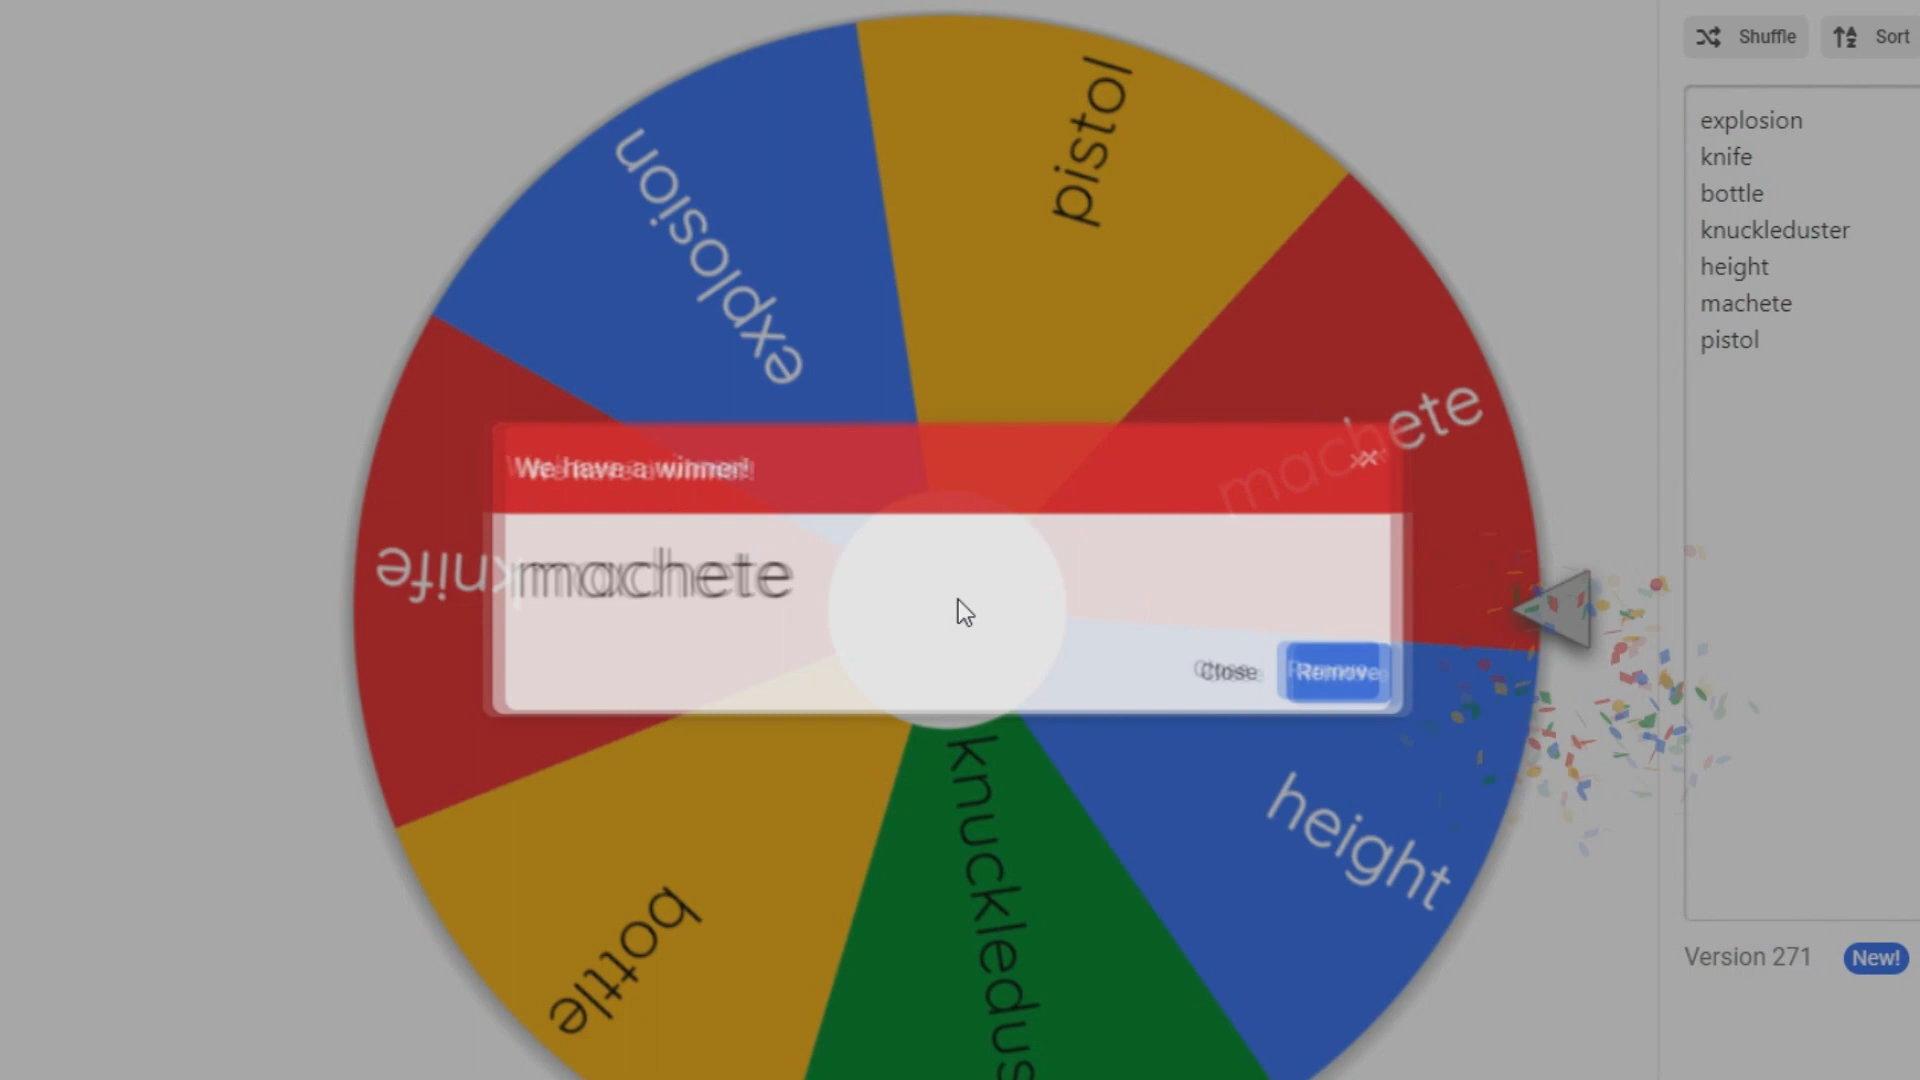 Shuffle
Sort
explosion
knife
bottle
knuckleduster
height
machete
pistol
pistol
explosion
machete
We have a winner!
knife
machete
Close
Remove
height
knuckledus
bottle
Version 271
New!